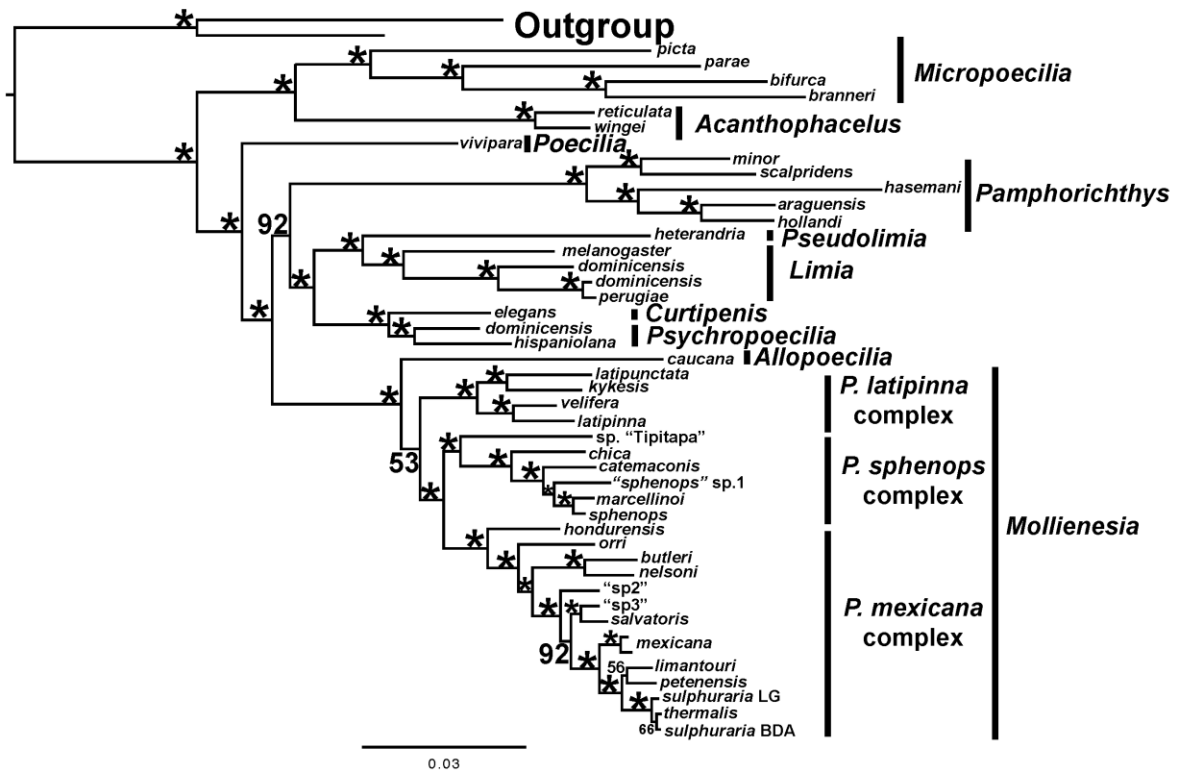 Outgroup
picta
parae
bifurca
branneri
Micropoecilia
reticulata
wingei
Acanthophacelus
vivipara
Poecilia
minor
scalpridens
hasemani
araguensis
hollandi
Pamphorichthys
92
heterandria
Pseudolimia
melanogaster
dominicensis
dominicensis
perugiae
Limia
elegans
Curtipenis
dominicensis
hispaniolana
Psychropoecilia
caucana
Allopoecilia
latipunctata
kykesis
velifera
latipinna
P. latipinna
complex
53
sp. “Tipitapa”
chica
catemaconis
“sphenops” sp.1
marcellinoi
sphenops
P. sphenops
complex
Mollienesia
hondurensis
orri
butleri
nelsoni
“sp2”
“sp3”
salvatoris
P. mexicana
complex
92
mexicana
56
limantouri
petenensis
sulphuraria LG
thermalis
66
sulphuraria BDA
0.03